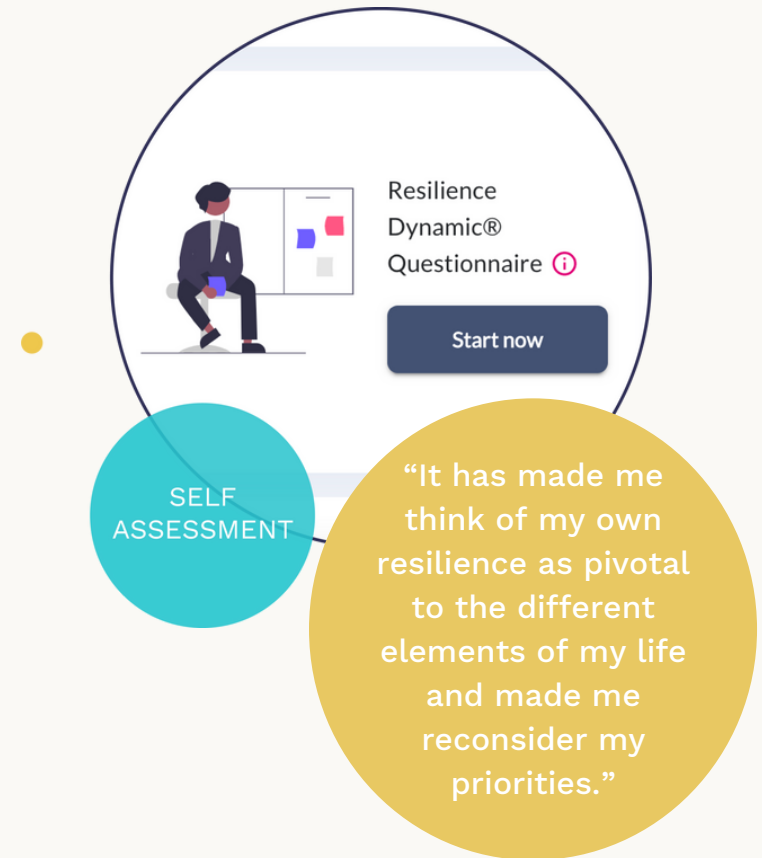 Resilience
Dynamic®
Questionnaire
Start now
SELF
ASSESSMENT
“It has made me
think of my own
resilience as pivotal
to the different
elements of my life
and made me
reconsider my
priorities.”